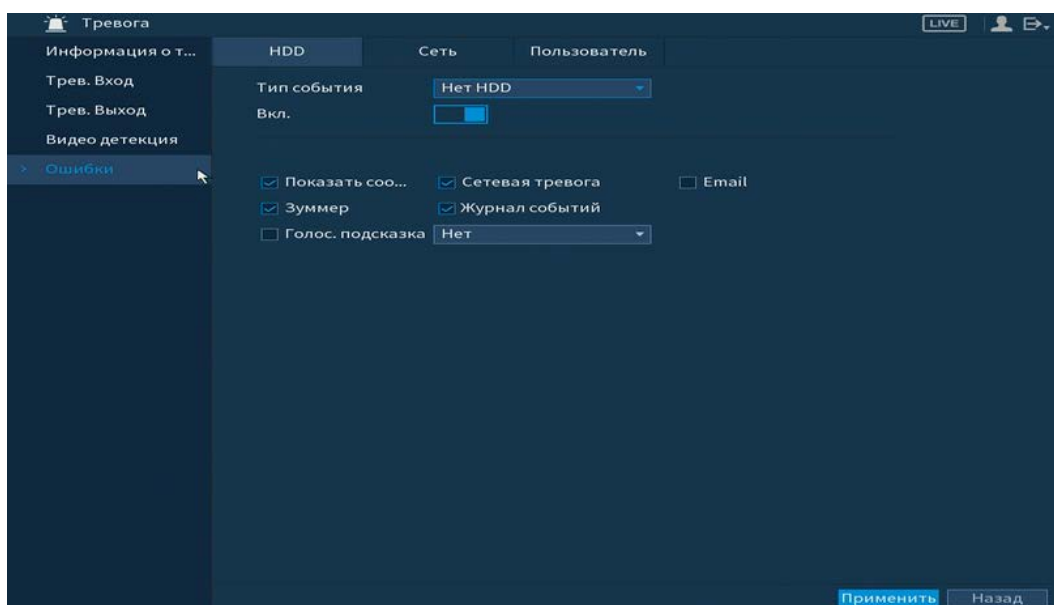 Тревога
LIVE
Информация о т...
HDD
Сеть
Пользователь
Трев. Вход
Тип события
Нет HDD
Трев. Выход
Вкл.
Видео детекция
Ошибки
Показать соо...
Сетевая тревога
Email
Зуммер
Журнал событий
Голос. подсказка
Нет
Применить
Назад